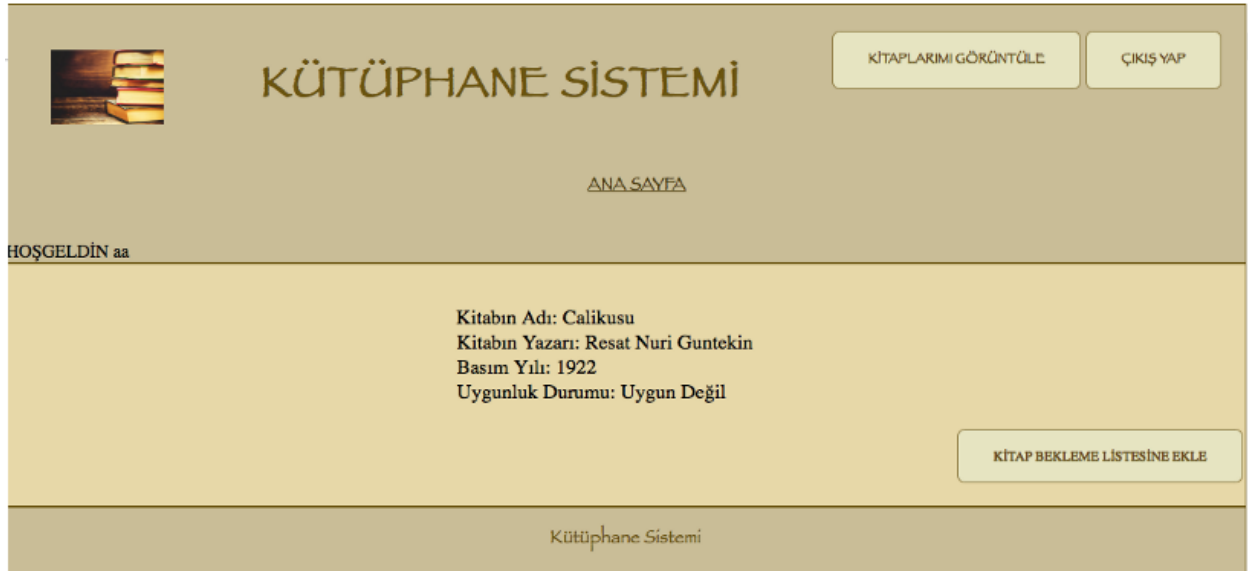 KÜTÜPHANE SİSTEMİ
KİTAPLARIMI GÖRÜNTÜLE
ÇIKIŞ YAP
ANA SAYFA
HOŞGELDİN aa
Kitabın Adı: Calikusu
Kitabın Yazarı: Resat Nuri Guntekin
Basım Yılı: 1922
Uygunluk Durumu: Uygun Değil
KİTAP BEKLEME LİSTESİNE EKLE
Kütüphane Sistemi